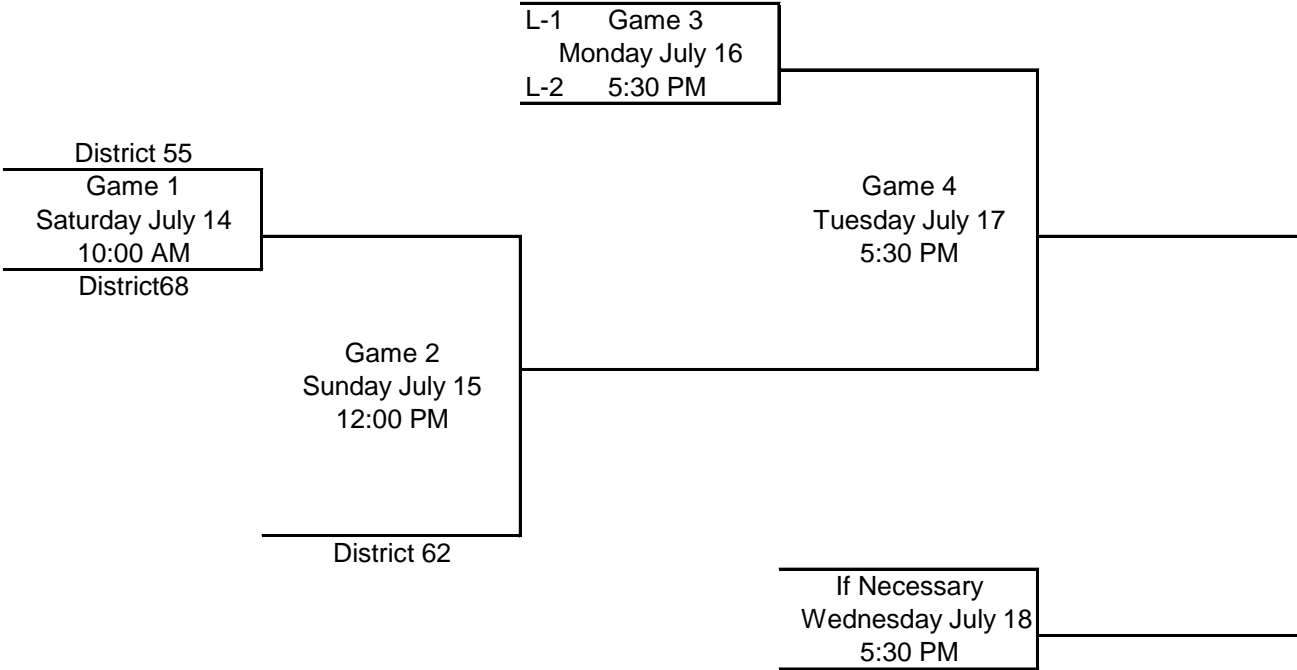 L-1 Game 3
Monday July 16
L-2 5:30 PM
District 55
Game 1
Saturday July 14
10:00 AM
District68
Game 4
Tuesday July 17
5:30 PM
Game 2
Sunday July 15
12:00 PM
District 62
If Necessary
Wednesday July 18
5:30 PM